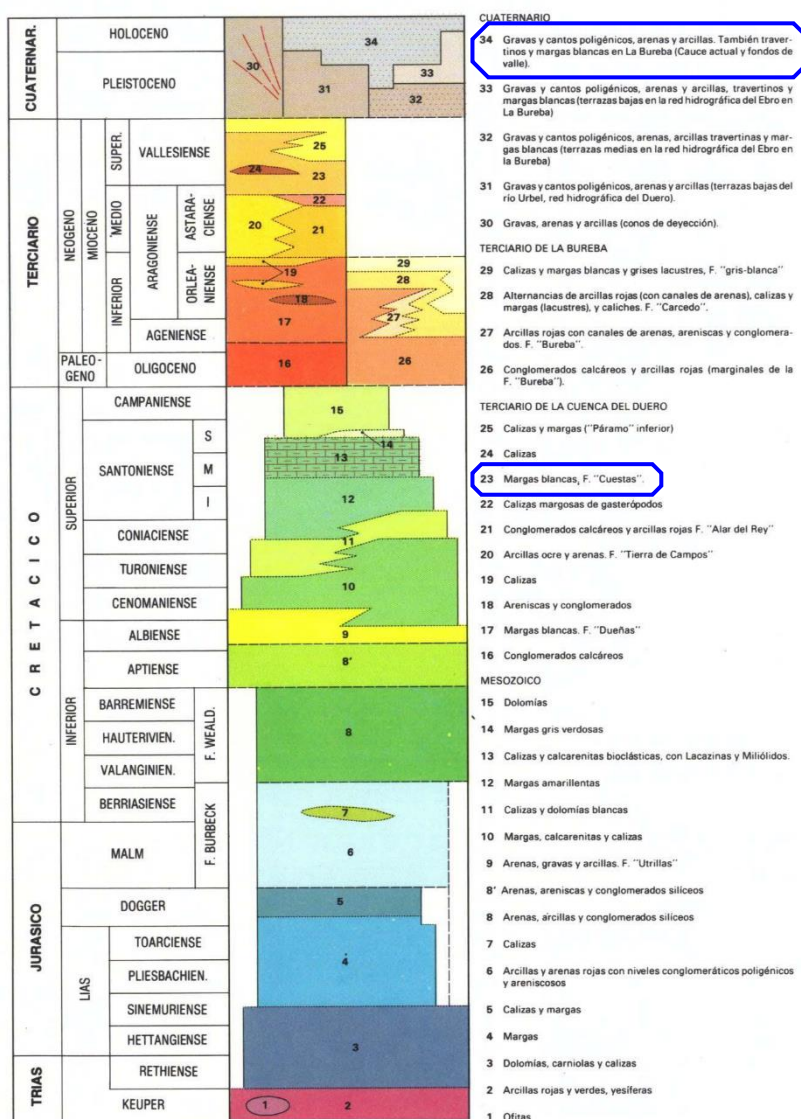 CUATERNAR.
HOLOCENO
PLEISTOCENO
30
31
34
33
32
TERCIARIO
NEOGENO
MIOCENO
SUPER.
VALLESIENSE
MEDIO
ARAGONIENSE
ASTARA-
CIENSE
INFERIOR
ORLEA-
NIENSE
AGENIENSE
PALEO-
GENO
OLIGOCENO
25
24
23
22
20
21
19
18
17
16
29
28
27
26
CRETACICO
SUPERIOR
CAMPANIENSE
SANTONIENSE
S
M
I
CONIACIENSE
TURONIENSE
CENOMANIENSE
INFERIOR
ALBIENSE
APTIENSE
BARREMIENSE
HAUTERIVIEN.
VALANGINIEN.
F. WEALD.
BERRIASIENSE
F. BURBECK
15
14
13
12
11
10
9
8'
8
7
6
JURASICO
MALM
DOGGER
LIAS
TOARCIENSE
PLIESBACHIEN.
SINEMURIENSE
HETTANGIENSE
5
4
3
TRIAS
RETHIENSE
KEUPER
1
2
CUATERNARIO
34 Gravas y cantos poligénicos, arenas y arcillas. También traver-
tinos y margas blancas en La Bureba (Cauce actual y fondos de
valle).
33 Gravas y cantos poligénicos, arenas y arcillas, travertinos y
margas blancas (terrazas bajas en la red hidrográfica del Ebro en
La Bureba)
32 Gravas y cantos poligénicos, arenas, arcillas travertinas y mar-
gas blancas (terrazas medias en la red hidrográfica del Ebro en
la Bureba)
31 Gravas y cantos poligénicos, arenas y arcillas (terrazas bajas del
río Urbel, red hidrográfica del Duero).
30 Gravas, arenas y arcillas (conos de deyección).
TERCIARIO DE LA BUREBA
29 Calizas y margas blancas y grises lacustres, F. "gris-blanca"
28 Alternancias de arcillas rojas (con canales de arenas), calizas y
margas (lacustres), y caliches. F. "Carcedo".
27 Arcillas rojas con canales de arenas, areniscas y conglomera-
dos. F. "Bureba".
26 Conglomerados calcáreos y arcillas rojas (marginales de la
F. "Bureba").
TERCIARIO DE LA CUENCA DEL DUERO
25 Calizas y margas ("Páramo" inferior)
24 Calizas
23 Margas blancas, F. "Cuestas".
22 Calizas margosas de gasterópodos
21 Conglomerados calcáreos y arcillas rojas F. "Alar del Rey"
20 Arcillas ocre y arenas. F. "Tierra de Campos"
19 Calizas
18 Areniscas y conglomerados
17 Margas blancas. F. "Dueñas"
16 Conglomerados calcáreos
MESOZOICO
15 Dolomías
14 Margas gris verdosas
13 Calizas y calcarenitas bioclásticas, con Lacazinas y Miliólidos.
12 Margas amarillentas
11 Calizas y dolomías blancas
10 Margas, calcarenitas y calizas
9 Arenas, gravas y arcillas. F. "Utrillas"
8' Arenas, areniscas y conglomerados silíceos
8 Arenas, arcillas y conglomerados silíceos
7 Calizas
6 Arcillas y arenas rojas con niveles conglomeráticos poligénicos
y areniscosos
5 Calizas y margas
4 Margas
3 Dolomías, carniolas y calizas
2 Arcillas rojas y verdes, yesíferas
1 Ofitas